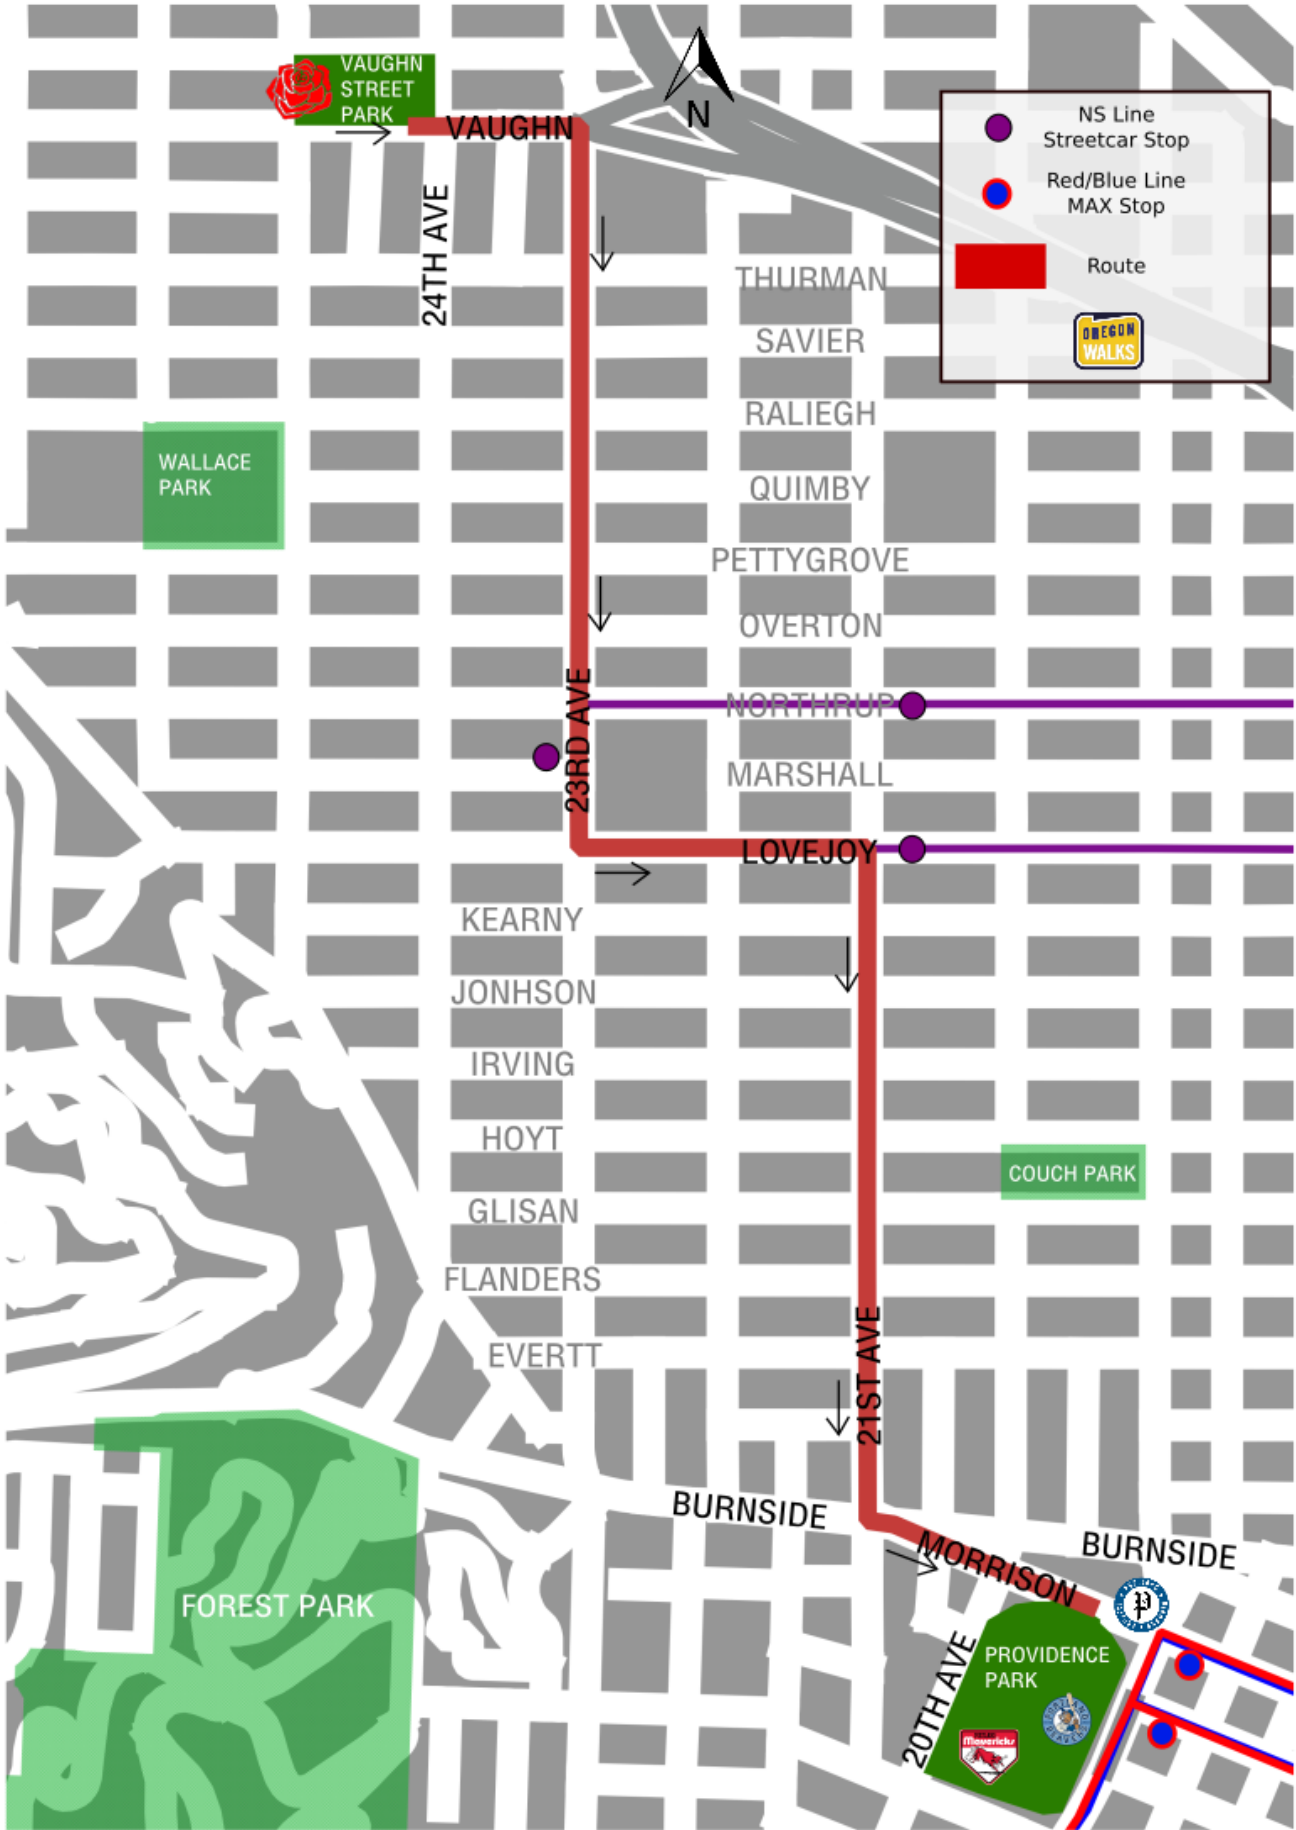 VAUGHN
STREET
PARK
VAUGHN
N
NS Line
Streetcar Stop
Red/Blue Line
MAX Stop
Route
OREGON
WALKS
24TH AVE
THURMAN
SAVIER
RALIEGH
WALLACE
PARK
QUIMBY
PETTYGROVE
OVERTON
NORTHRUP
23RD AVE
MARSHALL
LOVEJOY
KEARNY
JONHSON
IRVING
HOYT
COUCH PARK
GLISAN
FLANDERS
EVERTT
21ST AVE
BURNSIDE
MORRISON
BURNSIDE
P
FOREST PARK
20TH AVE
PROVIDENCE
PARK
Mavericks